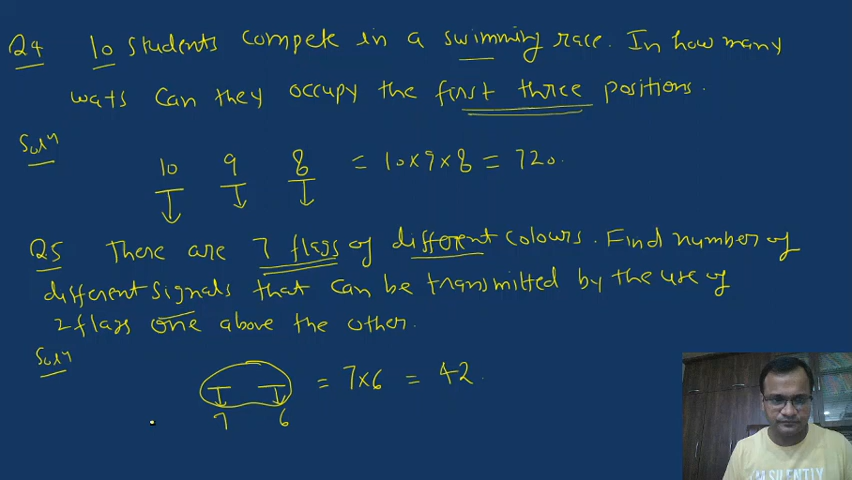 Q4 10 students compete in a swimming race. In how many
wats can they occupy the first three positions.
Solⁿ
10 9 8 = 10×9×8 = 720.
Q5 There are 7 flags of different colours. Find number of
different signals that can be transmitted by the use of
2 flags one above the other.
Solⁿ
= 7×6 = 42
7 6
M SILENTLY